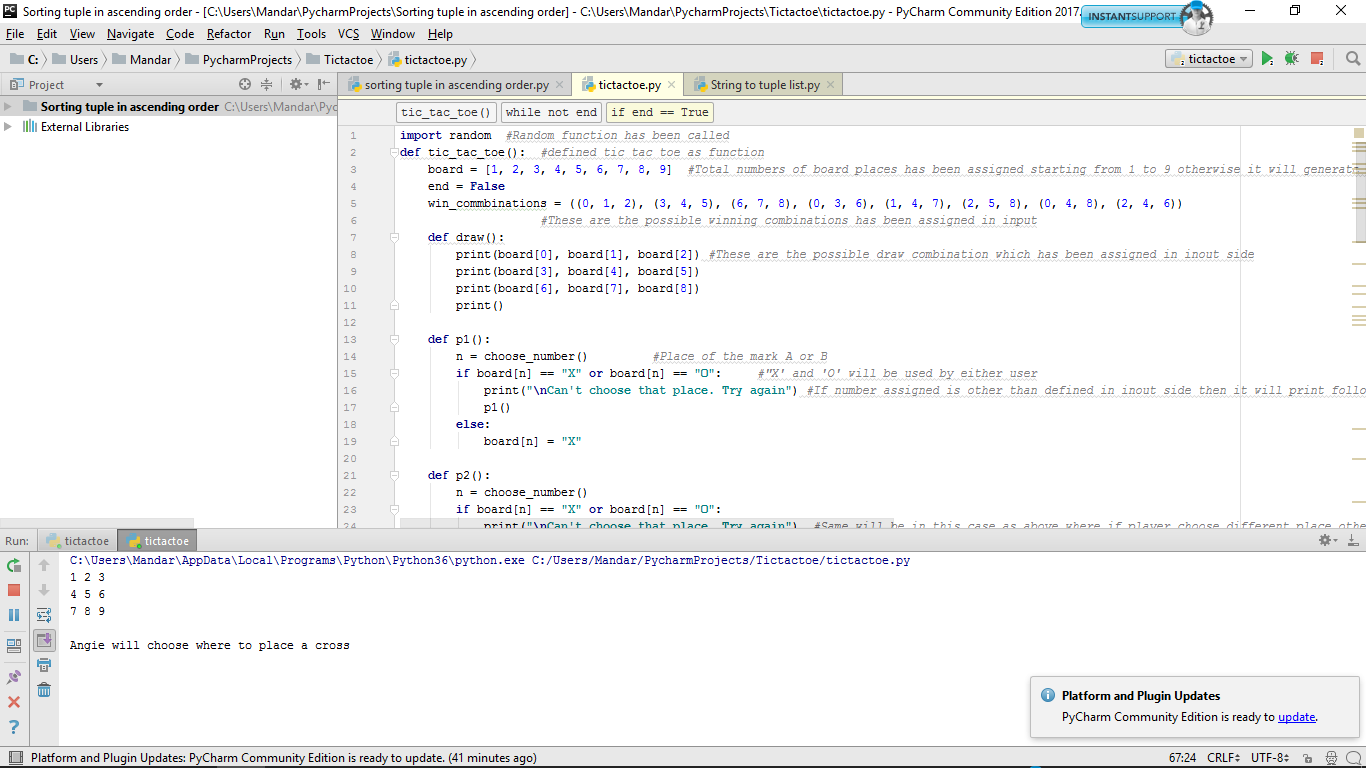 PC Sorting tuple in ascending order - [C:\Users\Mandar\PycharmProjects\Sorting tuple in ascending order] - C:\Users\Mandar\PycharmProjects\Tictactoe\tictactoe.py - PyCharm Community Edition 2017.
INSTANTSUPPORT
File Edit View Navigate Code Refactor Run Tools VCS Window Help
C: Users Mandar PycharmProjects Tictactoe tictactoe.py
tictactoe
Project
sorting tuple in ascending order.py tictactoe.py String to tuple list.py
Sorting tuple in ascending order C:\Users\Mandar\Pyc
External Libraries
tic_tac_toe() while not end if end == True
1 import random #Random function has been called
2 def tic_tac_toe(): #defined tic tac toe as function
3 board = [1, 2, 3, 4, 5, 6, 7, 8, 9] #Total numbers of board places has been assigned starting from 1 to 9 otherwise it will generate
4 end = False
5 win_commbinations = ((0, 1, 2), (3, 4, 5), (6, 7, 8), (0, 3, 6), (1, 4, 7), (2, 5, 8), (0, 4, 8), (2, 4, 6))
6 #These are the possible winning combinations has been assigned in input
7 def draw():
8 print(board[0], board[1], board[2]) #These are the possible draw combination which has been assigned in inout side
9 print(board[3], board[4], board[5])
10 print(board[6], board[7], board[8])
11 print()
12
13 def p1():
14 n = choose_number() #Place of the mark A or B
15 if board[n] == "X" or board[n] == "O": #"X' and 'O' will be used by either user
16 print("\nCan't choose that place. Try again") #If number assigned is other than defined in inout side then it will print follo
17 p1()
18 else:
19 board[n] = "X"
20
21 def p2():
22 n = choose_number()
23 if board[n] == "X" or board[n] == "O":
24 print("\nCan't choose that place. Try again") #Same will be in this case as above where if player choose different place othe
Run: tictactoe tictactoe
C:\Users\Mandar\AppData\Local\Programs\Python\Python36\python.exe C:/Users/Mandar/PycharmProjects/Tictactoe/tictactoe.py
1 2 3
4 5 6
7 8 9
Angie will choose where to place a cross
Platform and Plugin Updates
PyCharm Community Edition is ready to update.
Platform and Plugin Updates: PyCharm Community Edition is ready to update. (41 minutes ago)
67:24 CRLF UTF-8